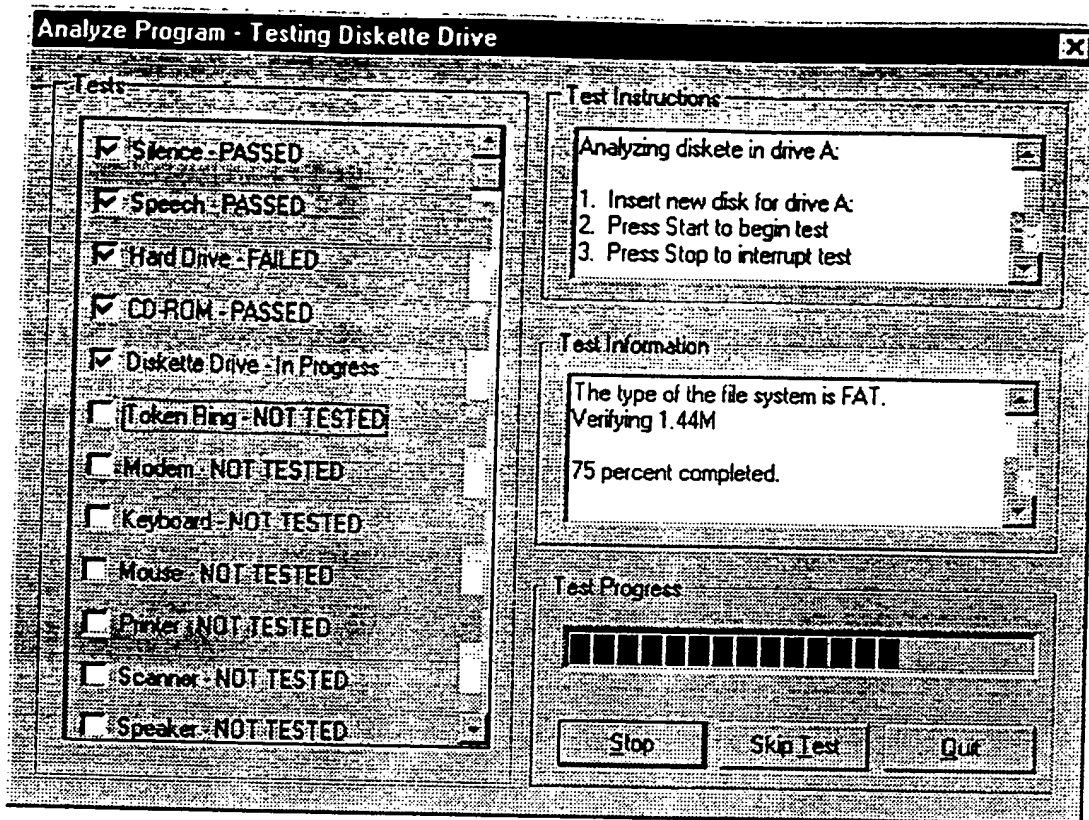 Analyze Program - Testing Diskette Drive
Tests
Silence - PASSED
Speech - PASSED
Hard Drive - FAILED
CD-ROM - PASSED
Diskette Drive - In Progress
Token Ring - NOT TESTED
Modem - NOT TESTED
Keyboard - NOT TESTED
Mouse - NOT TESTED
Printer - NOT TESTED
Scanner - NOT TESTED
Speaker - NOT TESTED
Test Instructions
Analyzing diskete in drive A:
1. Insert new disk for drive A:
2. Press Start to begin test
3. Press Stop to interrupt test
Test Information
The type of the file system is FAT.
Verifying 1.44M
75 percent completed.
Test Progress
Stop
Skip Test
Quit